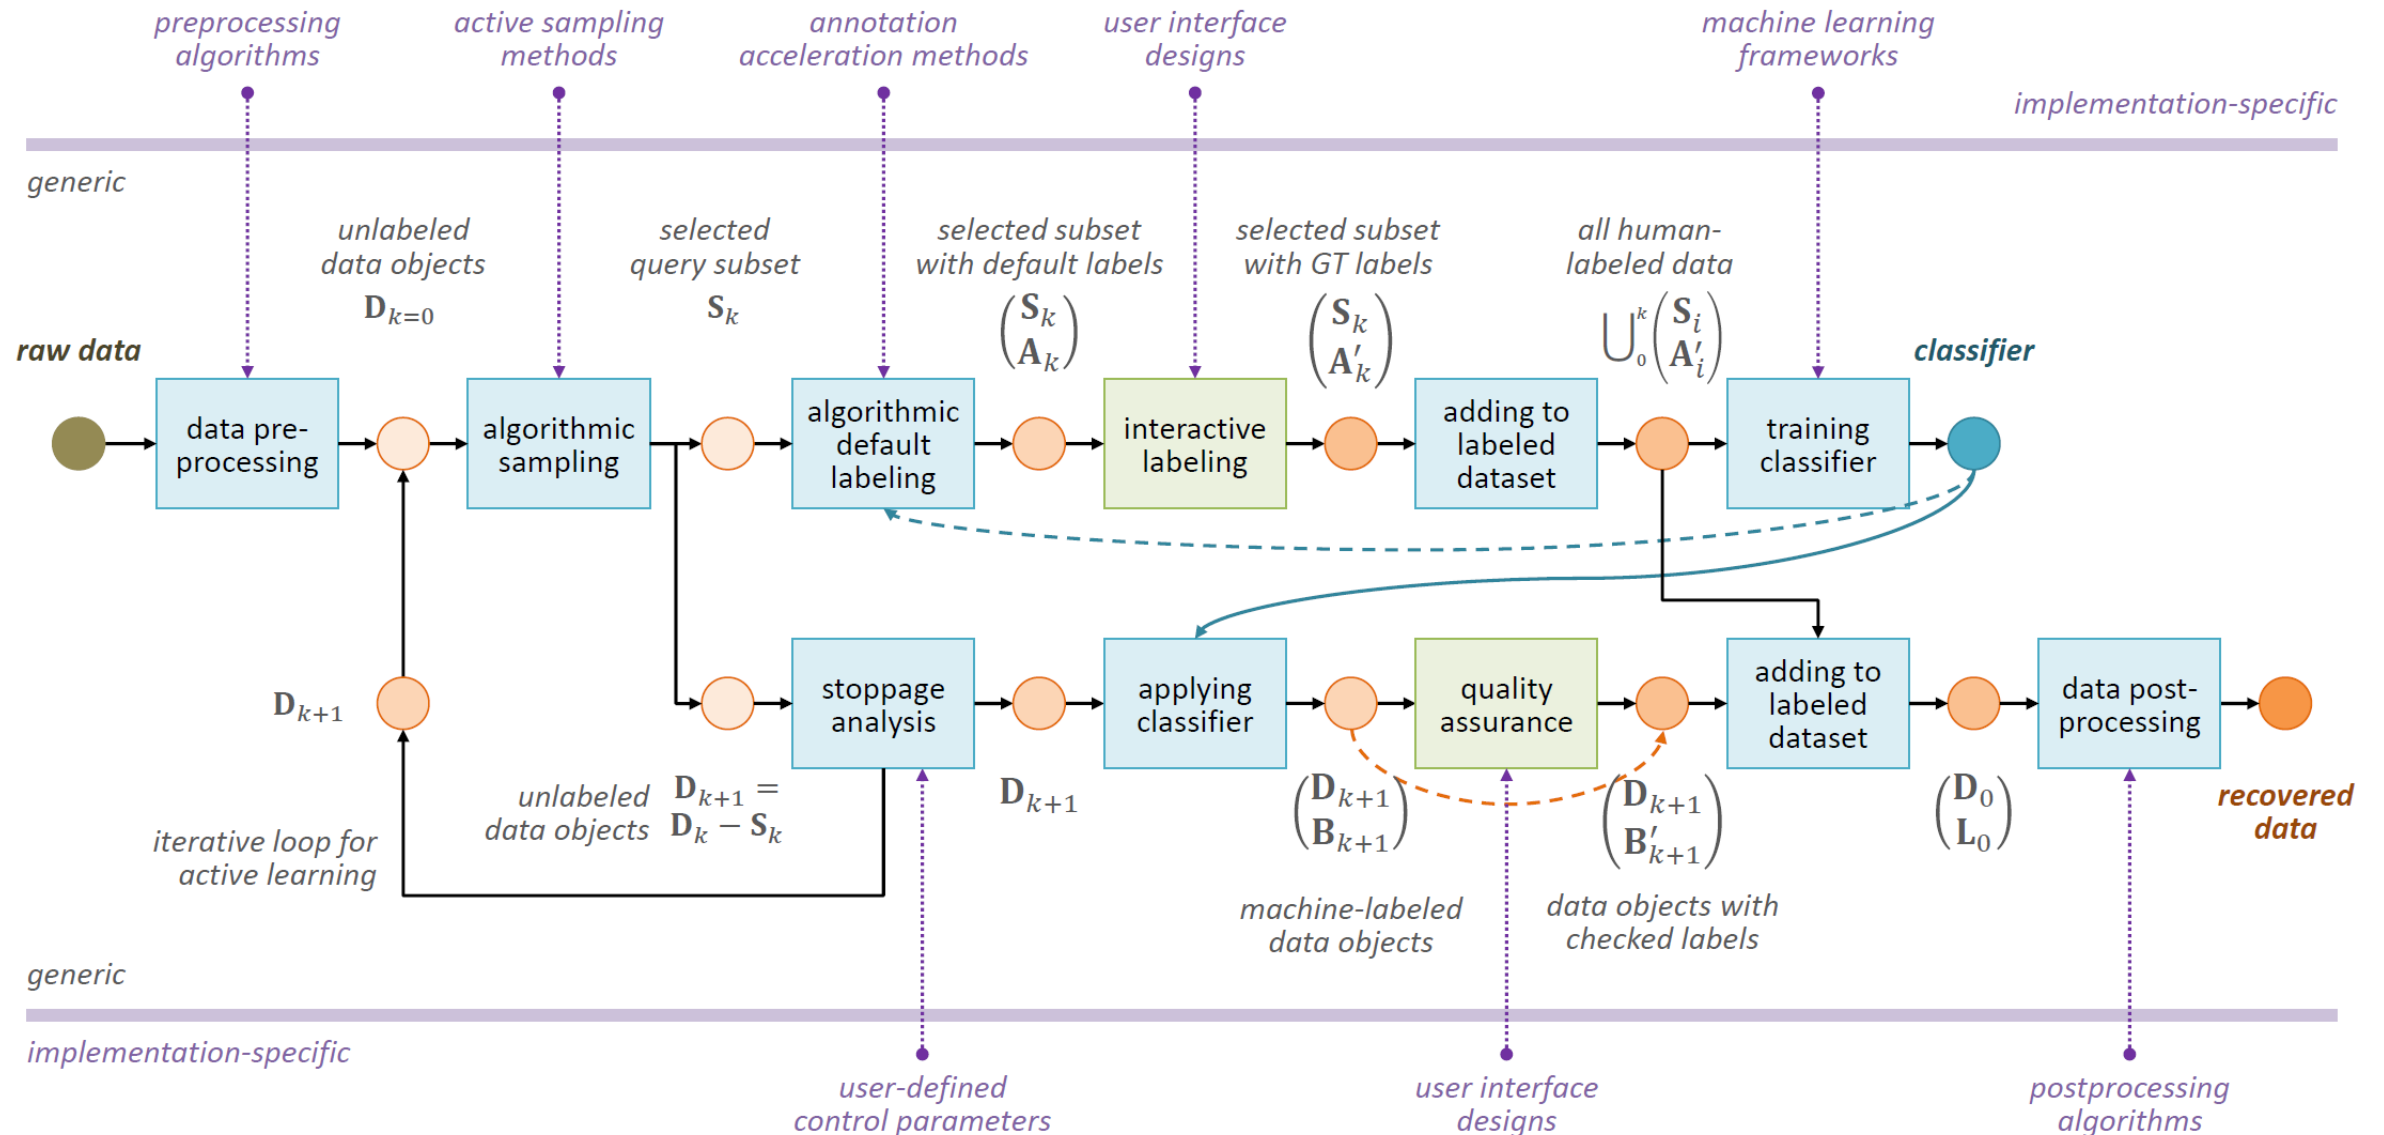 preprocessing
algorithms
active sampling
methods
annotation
acceleration methods
user interface
designs
machine learning
frameworks
implementation-specific
generic
unlabeled
data objects
D_{k=0}
selected
query subset
S_k
selected subset
with default labels
(S_k
A_k)
selected subset
with GT labels
(S_k
A′_k)
all human-
labeled data
⋃_0^k (S_i
A′_i)
raw data
classifier
data pre-
processing
algorithmic
sampling
algorithmic
default
labeling
interactive
labeling
adding to
labeled
dataset
training
classifier
D_{k+1}
stoppage
analysis
applying
classifier
quality
assurance
adding to
labeled
dataset
data post-
processing
unlabeled
data objects
D_{k+1} =
D_k − S_k
D_{k+1}
(D_{k+1}
B_{k+1})
(D_{k+1}
B′_{k+1})
(D_0
L_0)
recovered
data
iterative loop for
active learning
machine-labeled
data objects
data objects with
checked labels
generic
implementation-specific
user-defined
control parameters
user interface
designs
postprocessing
algorithms